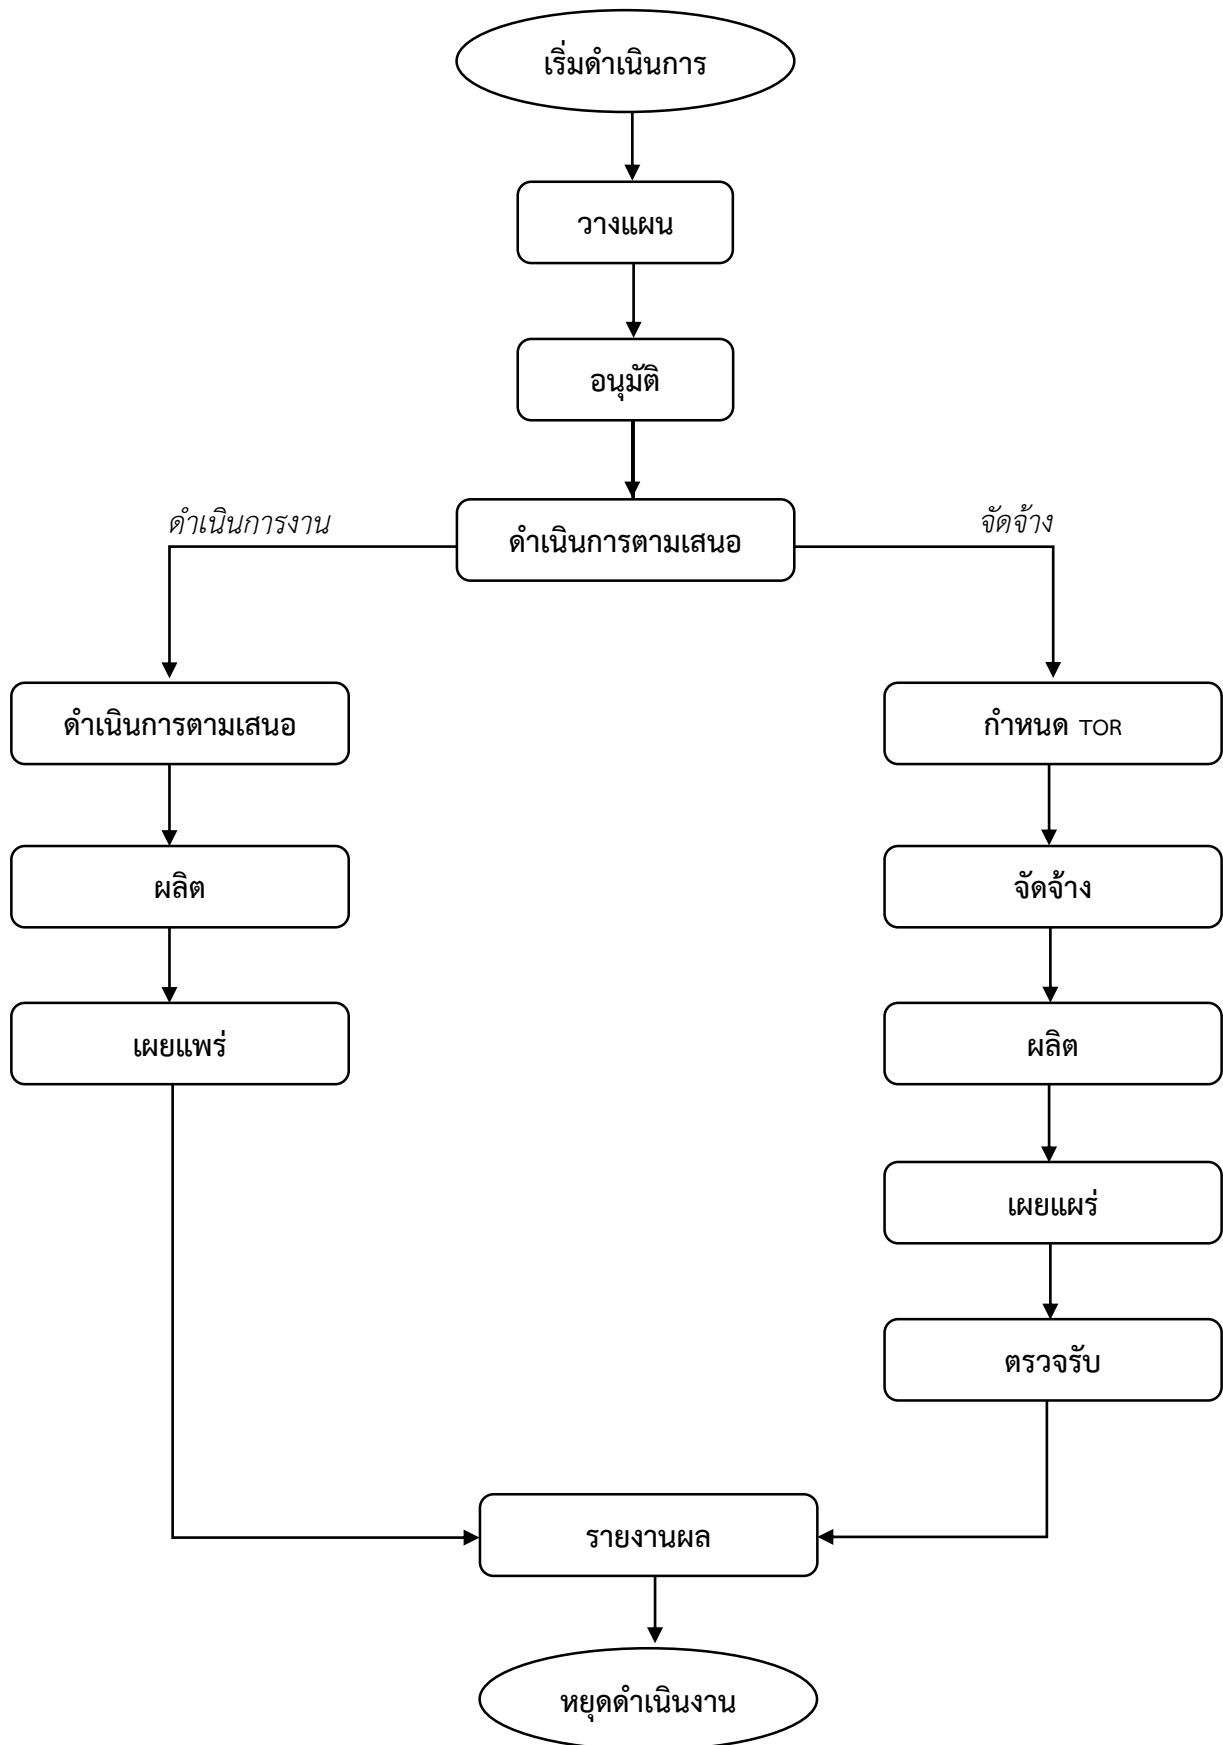 เริ่มดำเนินการ
วางแผน
อนุมัติ
ดำเนินการงาน
จัดจ้าง
ดำเนินการตามเสนอ
ดำเนินการตามเสนอ
กำหนด TOR
ผลิต
จัดจ้าง
เผยแพร่
ผลิต
เผยแผร่
ตรวจรับ
รายงานผล
หยุดดำเนินงาน